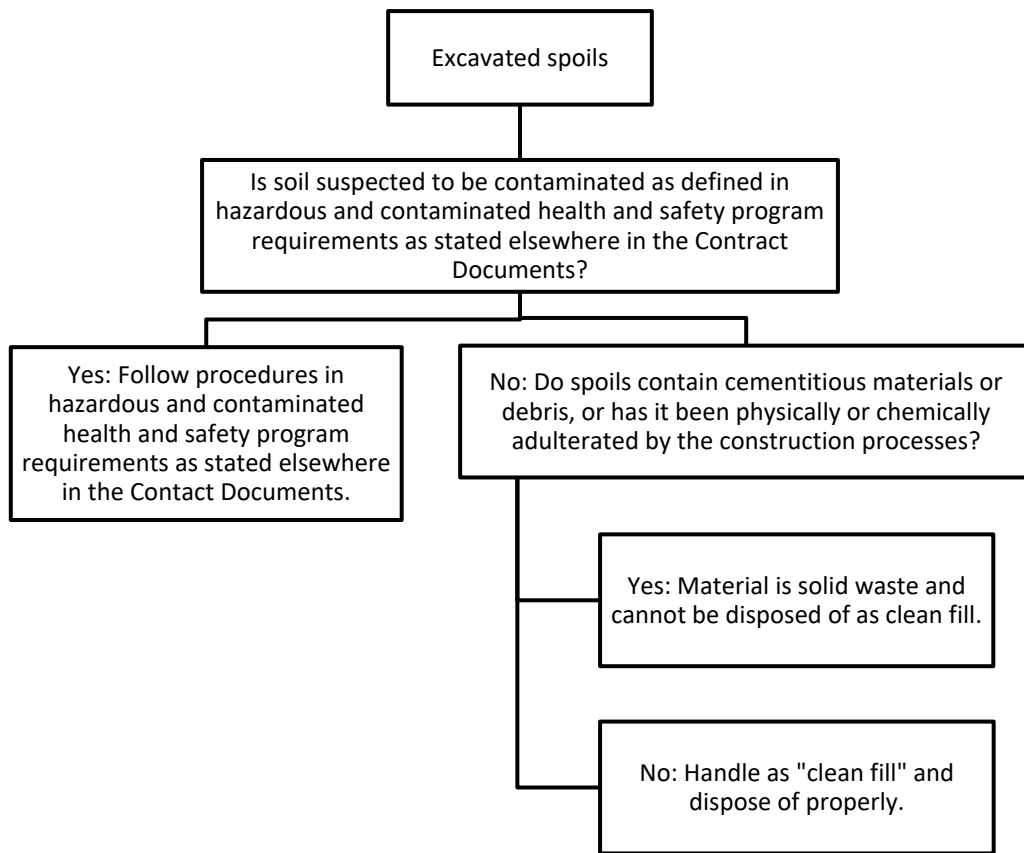 Excavated spoils
Is soil suspected to be contaminated as defined in
hazardous and contaminated health and safety program
requirements as stated elsewhere in the Contract
Documents?
Yes: Follow procedures in
hazardous and contaminated
health and safety program
requirements as stated elsewhere
in the Contact Documents.
No: Do spoils contain cementitious materials or
debris, or has it been physically or chemically
adulterated by the construction processes?
Yes: Material is solid waste and
cannot be disposed of as clean fill.
No: Handle as "clean fill" and
dispose of properly.